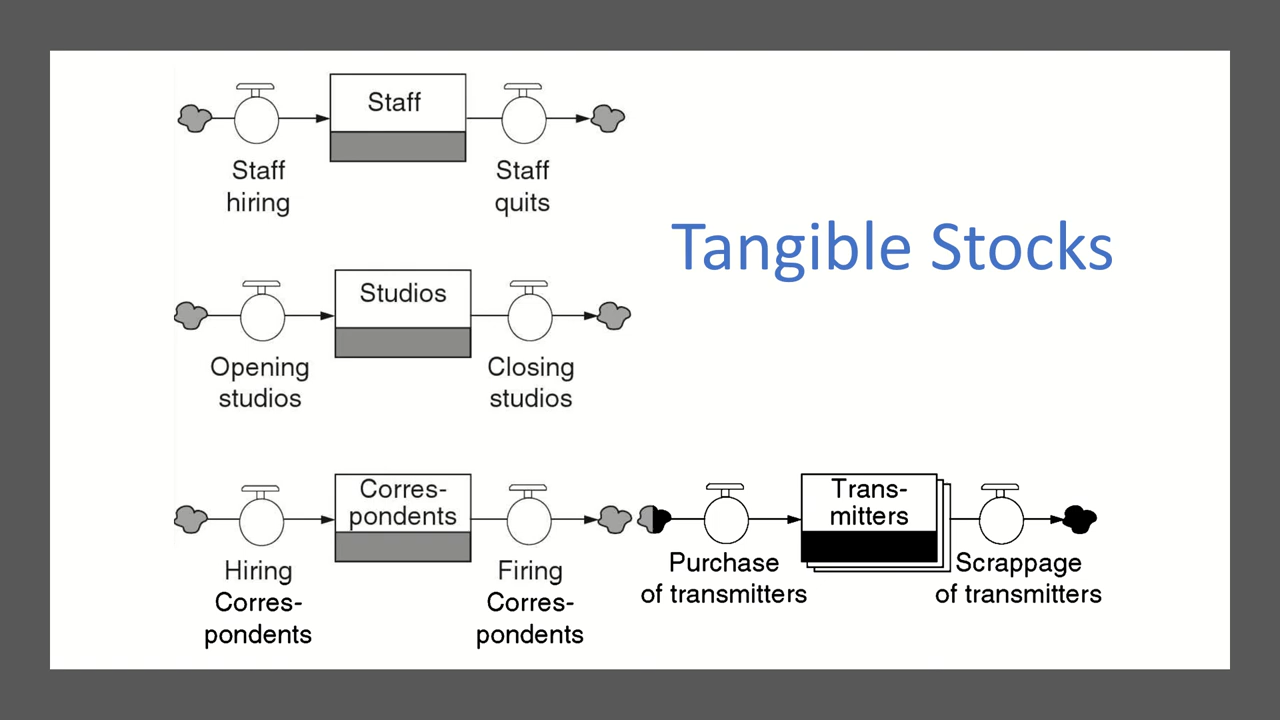 Staff
Staff
hiring
Staff
quits
Tangible Stocks
Studios
Opening
studios
Closing
studios
Corres-
pondents
Hiring
Corres-
pondents
Firing
Corres-
pondents
Trans-
mitters
Purchase
of transmitters
Scrappage
of transmitters